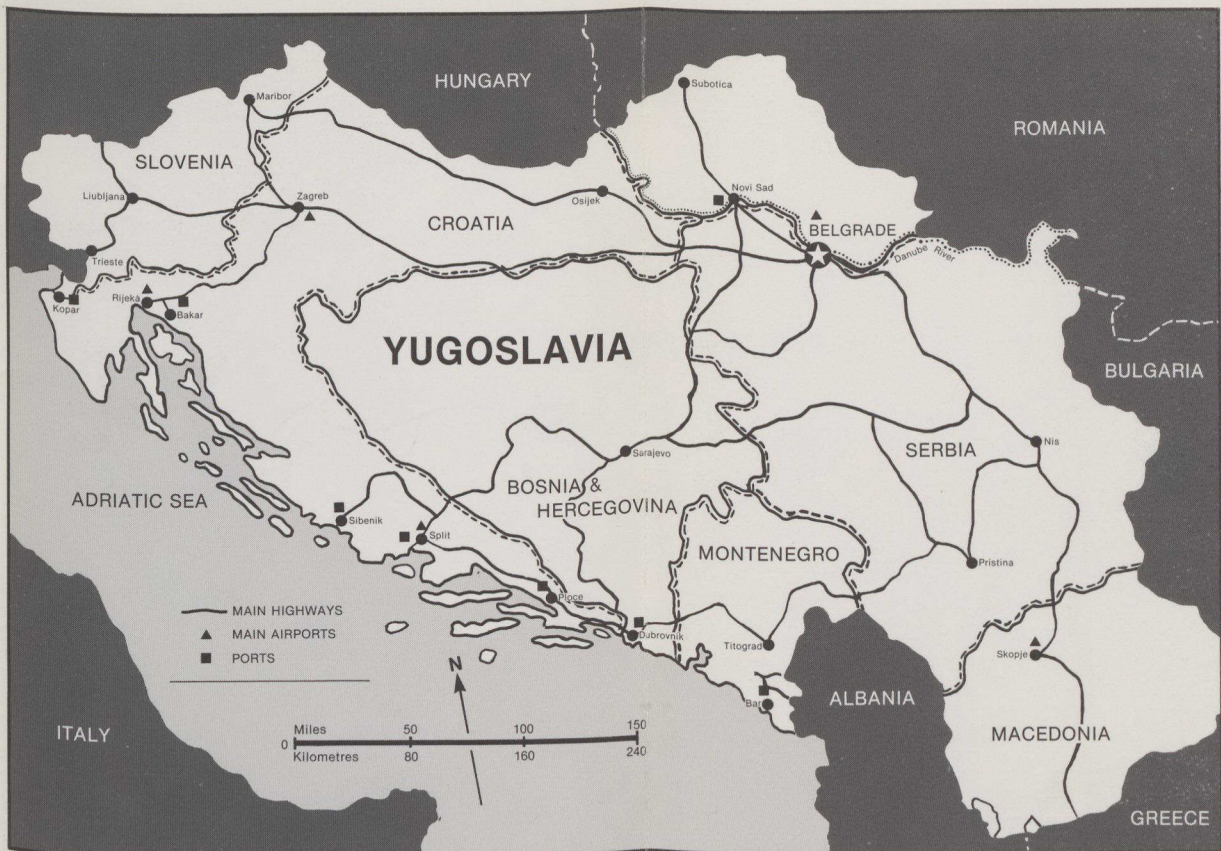 HUNGARY
Subotica
ROMANIA
Maribor
SLOVENIA
Ljubljana
Zagreb
Osijek
Novi Sad
CROATIA
BELGRADE
Danube River
Trieste
Kopar
Rijeka
Bakar
YUGOSLAVIA
BULGARIA
Nis
SERBIA
Sarajevo
BOSNIA &
HERCEGOVINA
ADRIATIC SEA
Sibenik
Split
MONTENEGRO
Pristina
Ploce
MAIN HIGHWAYS
MAIN AIRPORTS
PORTS
Dubrovnik
Titograd
Skopje
N
Bar
ALBANIA
ITALY
Miles 50 100 150
0
Kilometres 80 160 240
MACEDONIA
GREECE